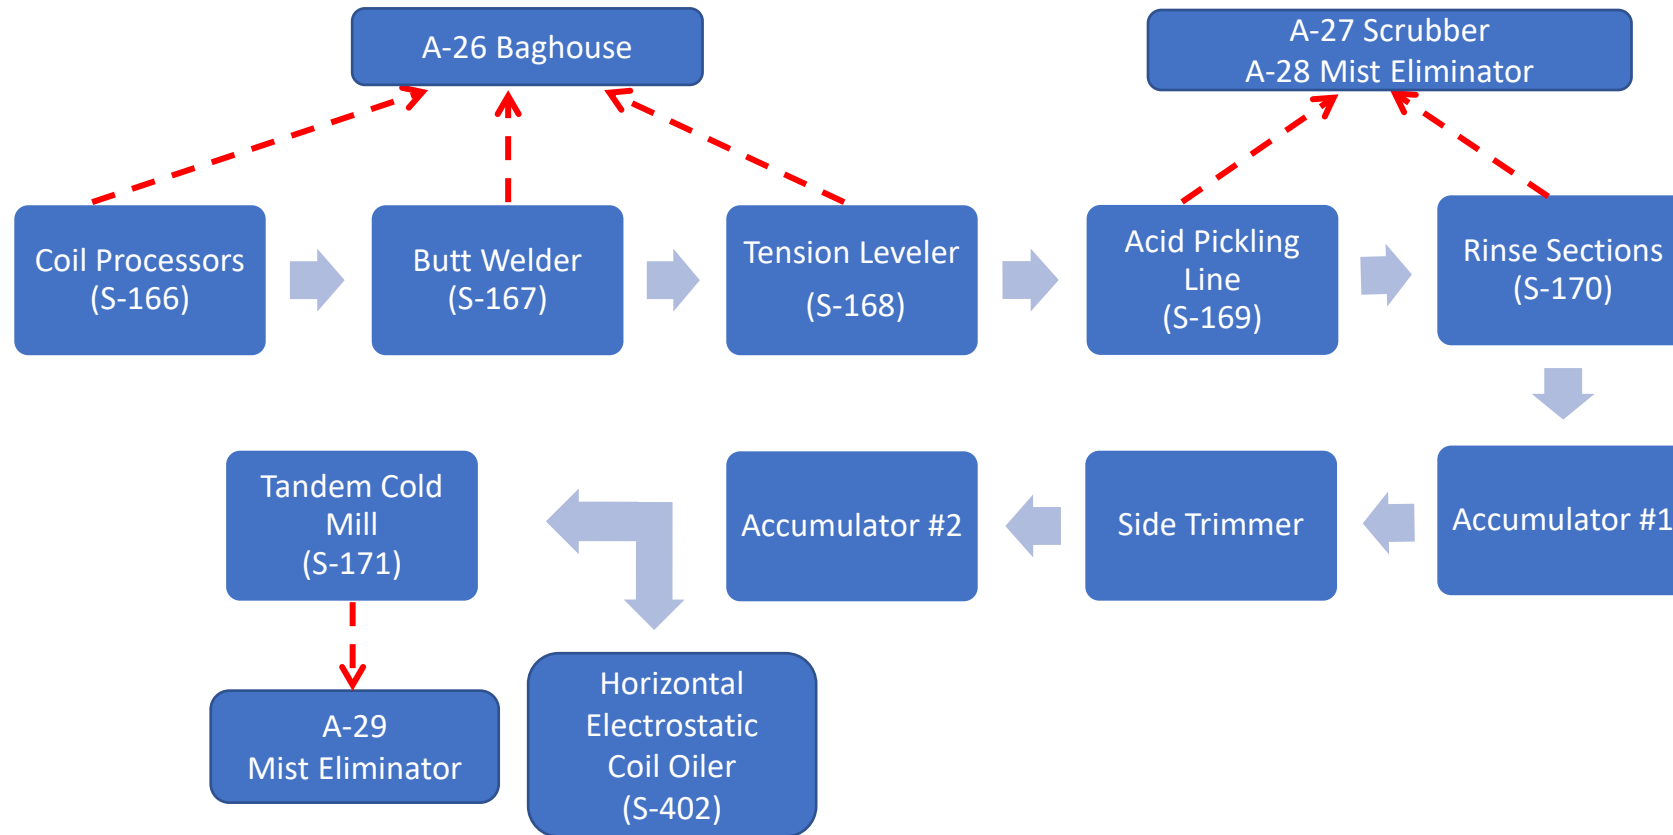 A-26 Baghouse
A-27 Scrubber
A-28 Mist Eliminator
Coil Processors
(S-166)
Butt Welder
(S-167)
Tension Leveler
(S-168)
Acid Pickling
Line
(S-169)
Rinse Sections
(S-170)
Tandem Cold
Mill
(S-171)
Accumulator #2
Side Trimmer
Accumulator #1
A-29
Mist Eliminator
Horizontal
Electrostatic
Coil Oiler
(S-402)